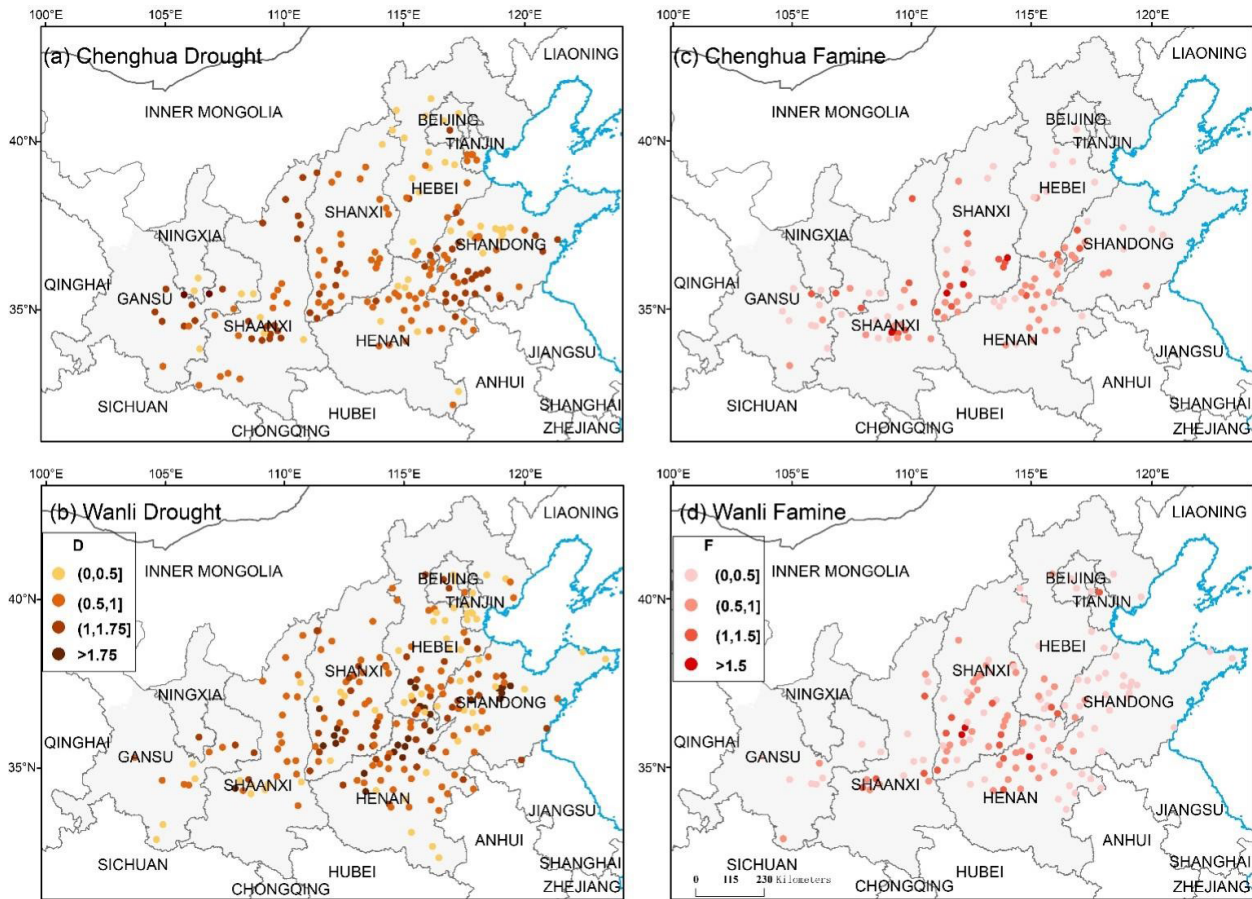 100°E 105°E 110°E 115°E 120°E
(a) Chenghua Drought
LIAONING
INNER MONGOLIA
BEIJING
40°N
TIANJIN
HEBEI
SHANXI
NINGXIA
SHANDONG
QINGHAI
GANSU
35°N
SHAANXI
HENAN
JIANGSU
ANHUI
SICHUAN
HUBEI
SHANGHAI
CHONGQING
ZHEJIANG
100°E 105°E 110°E 115°E 120°E
(c) Chenghua Famine
LIAONING
INNER MONGOLIA
BEIJING
40°N
TIANJIN
HEBEI
SHANXI
NINGXIA
SHANDONG
QINGHAI
GANSU
35°N
SHAANXI
HENAN
JIANGSU
ANHUI
SICHUAN
HUBEI
SHANGHAI
CHONGQING
ZHEJIANG
100°E 105°E 110°E 115°E 120°E
(b) Wanli Drought
LIAONING
D
(0,0.5]
(0.5,1]
(1,1.75]
>1.75
INNER MONGOLIA
BEIJING
40°N
TIANJIN
HEBEI
SHANXI
NINGXIA
SHANDONG
QINGHAI
GANSU
35°N
SHAANXI
HENAN
JIANGSU
ANHUI
SICHUAN
HUBEI
SHANGHAI
CHONGQING
ZHEJIANG
100°E 105°E 110°E 115°E 120°E
(d) Wanli Famine
LIAONING
F
(0,0.5]
(0.5,1]
(1,1.5]
>1.5
INNER MONGOLIA
BEIJING
40°N
TIANJIN
HEBEI
SHANXI
NINGXIA
SHANDONG
QINGHAI
GANSU
35°N
SHAANXI
HENAN
JIANGSU
ANHUI
SICHUAN
HUBEI
SHANGHAI
CHONGQING
ZHEJIANG
0 115 230 Kilometers